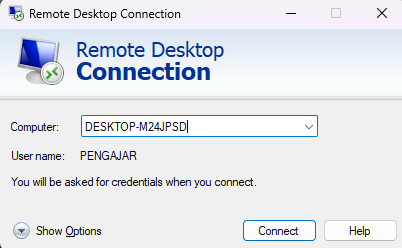 Remote Desktop Connection
Remote Desktop
Connection
Computer: DESKTOP-M24JPSD
User name: PENGAJAR
You will be asked for credentials when you connect.
Show Options Connect Help